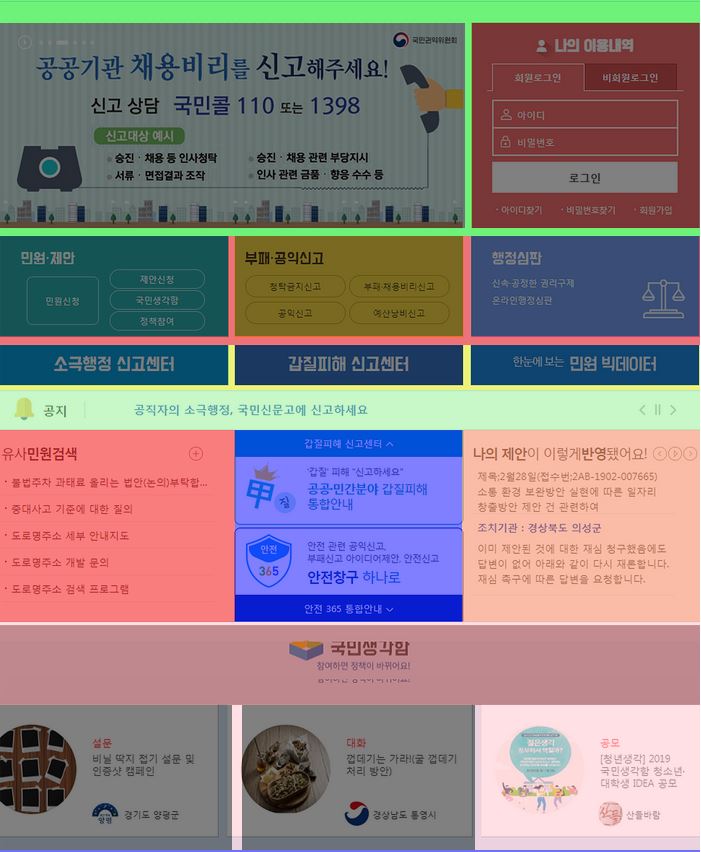 국민권익위원회
공공기관 채용비리를 신고해주세요!
신고 상담 국민콜 110 또는 1398
신고대상 예시
승진·채용 등 인사청탁
승진·채용 관련 부당지시
서류·면접결과 조작
인사 관련 금품·향응 수수 등
나의 이용내역
회원로그인
비회원로그인
아이디
비밀번호
로그인
· 아이디찾기
· 비밀번호찾기
· 회원가입
민원·제안
민원신청
제안신청
국민생각함
정책참여
부패·공익신고
청탁금지신고
부패·채용비리신고
공익신고
예산낭비신고
행정심판
신속·공정한 권리구제
온라인행정심판
소극행정 신고센터
갑질피해 신고센터
한눈에 보는 민원 빅데이터
공지
공직자의 소극행정, 국민신문고에 신고하세요
유사민원검색
· 불법주차 과태료 올리는 법안(논의)부탁합...
· 중대사고 기준에 대한 질의
· 도로명주소 세부 안내지도
· 도로명주소 개발 문의
· 도로명주소 검색 프로그램
갑질피해 신고센터
甲
질
'갑질' 피해 "신고하세요"
공공·민간분야 갑질피해
통합안내
안전
365
안전 관련 공익신고,
부패신고 아이디어제안, 안전신고
안전창구 하나로
안전 365 통합안내
나의 제안이 이렇게반영됐어요!
제목;2월28일(접수번;2AB-1902-007665)
소통 환경 보완방안 실현에 따른 일자리
창출방안 제안 건 관련하여
조치기관 : 경상북도 의성군
이미 제안된 것에 대한 재심 청구했음에도
답변이 없어 아래와 같이 다시 재론합니다.
재심 촉구에 따른 답변을 요청합니다.
국민생각함
참여하면 정책이 바뀌어요!
설문
비닐 딱지 접기 설문 및
인증샷 캠페인
양평
경기도 양평군
대화
껍데기는 가라!(굴 껍데기
처리 방안)
경상남도 통영시
젊은생각
공모
[청년생각] 2019
국민생각함 청소년·
대학생 IDEA 공모
산들바람